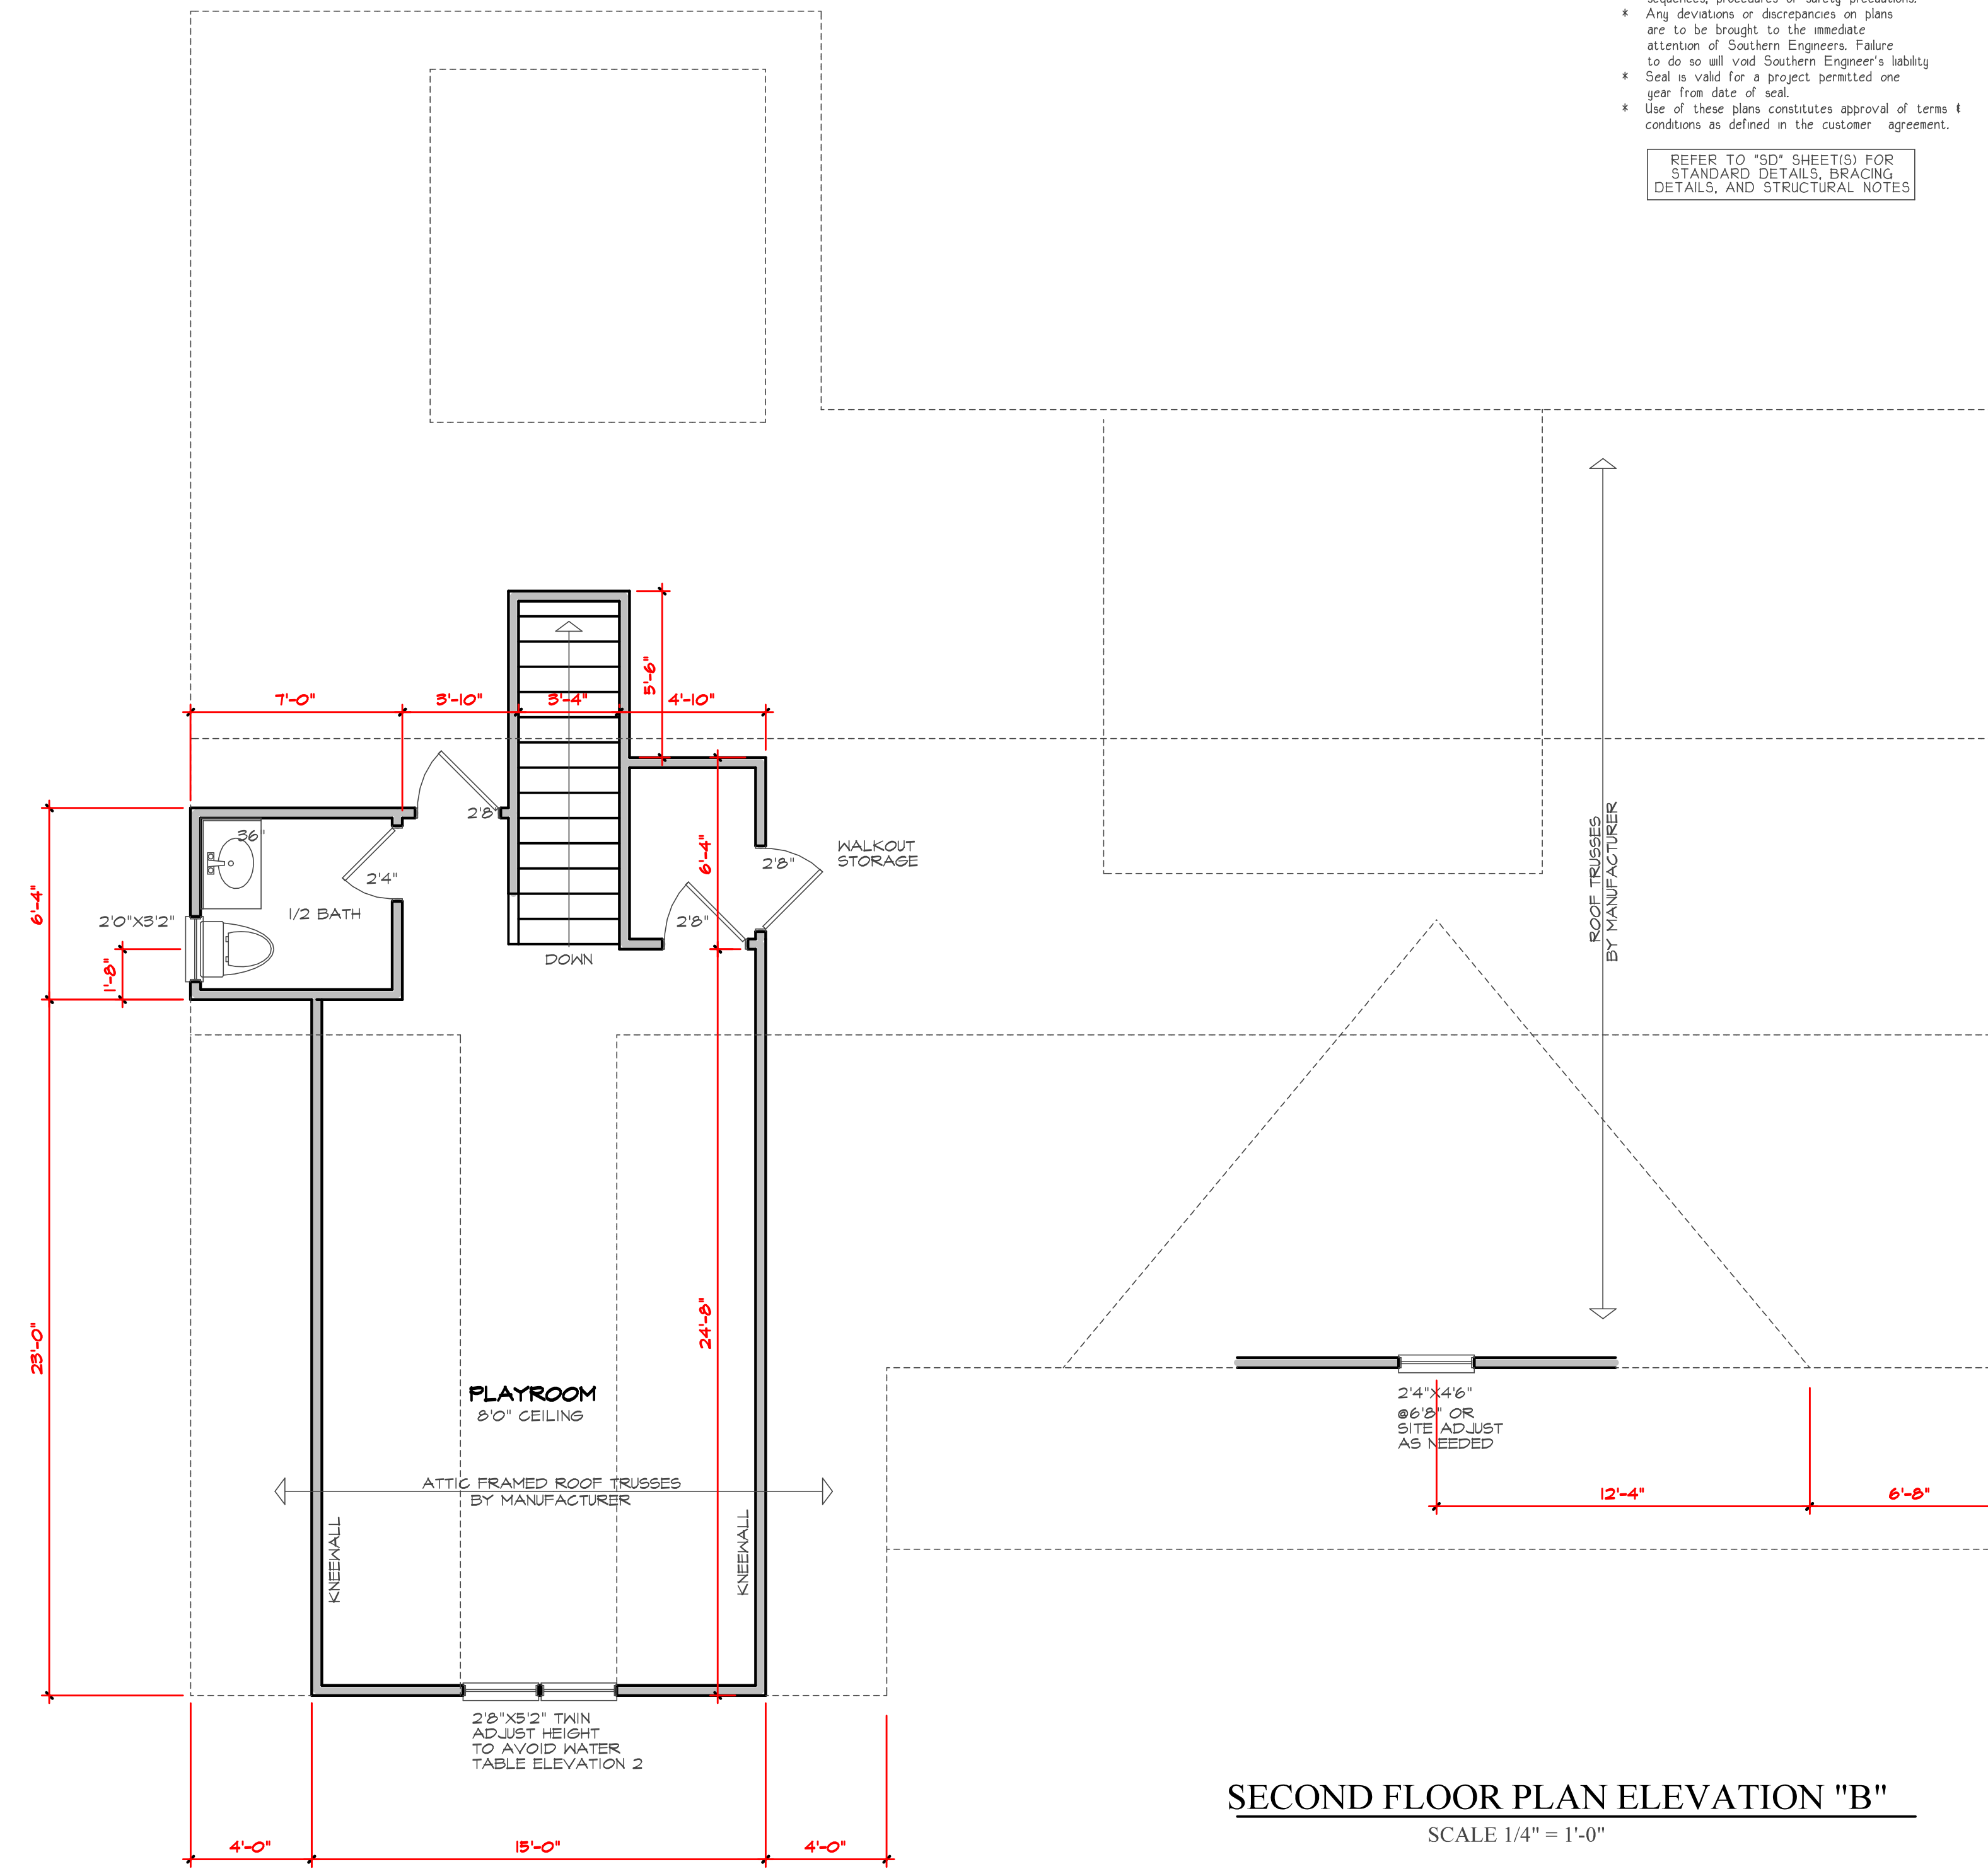 sequences, procedures or safety precautions.
* Any deviations or discrepancies on plans
are to be brought to the immediate
attention of Southern Engineers. Failure
to do so will void Southern Engineer's liability
* Seal is valid for a project permitted one
year from date of seal.
* Use of these plans constitutes approval of terms &
conditions as defined in the customer agreement.
REFER TO "SD" SHEET(S) FOR
STANDARD DETAILS, BRACING
DETAILS, AND STRUCTURAL NOTES
5'-6"
7'-0"
3'-10"
3'-4"
4'-10"
2'8"
36"
2'4"
6'-4"
2'8"
WALKOUT
STORAGE
ROOF TRUSSES
BY MANUFACTURER
6'-4"
2'0"X3'2"
1/2 BATH
2'8"
1'-8"
DOWN
23'-0"
24'-8"
PLAYROOM
8'0" CEILING
2'4"X4'6"
@6'8" OR
SITE ADJUST
AS NEEDED
ATTIC FRAMED ROOF TRUSSES
BY MANUFACTURER
12'-4"
6'-8"
KNEEWALL
KNEEWALL
2'8"X5'2" TWIN
ADJUST HEIGHT
TO AVOID WATER
TABLE ELEVATION 2
SECOND FLOOR PLAN ELEVATION "B"
SCALE 1/4" = 1'-0"
4'-0"
15'-0"
4'-0"